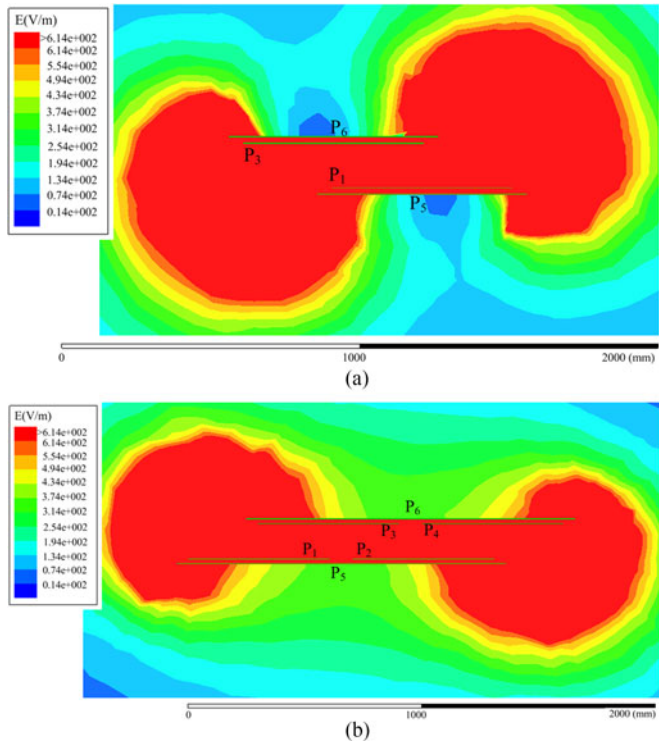 E(V/m)
>6.14e+002
6.14e+002
5.54e+002
4.94e+002
4.34e+002
3.74e+002
3.14e+002
2.54e+002
1.94e+002
1.34e+002
0.74e+002
0.14e+002
P6
P3
P1
P5
0 1000 2000 (mm)
(a)
E(V/m)
>6.14e+002
6.14e+002
5.54e+002
4.94e+002
4.34e+002
3.74e+002
3.14e+002
2.54e+002
1.94e+002
1.34e+002
0.74e+002
0.14e+002
P6
P3 P4
P1 P2
P5
0 1000 2000 (mm)
(b)